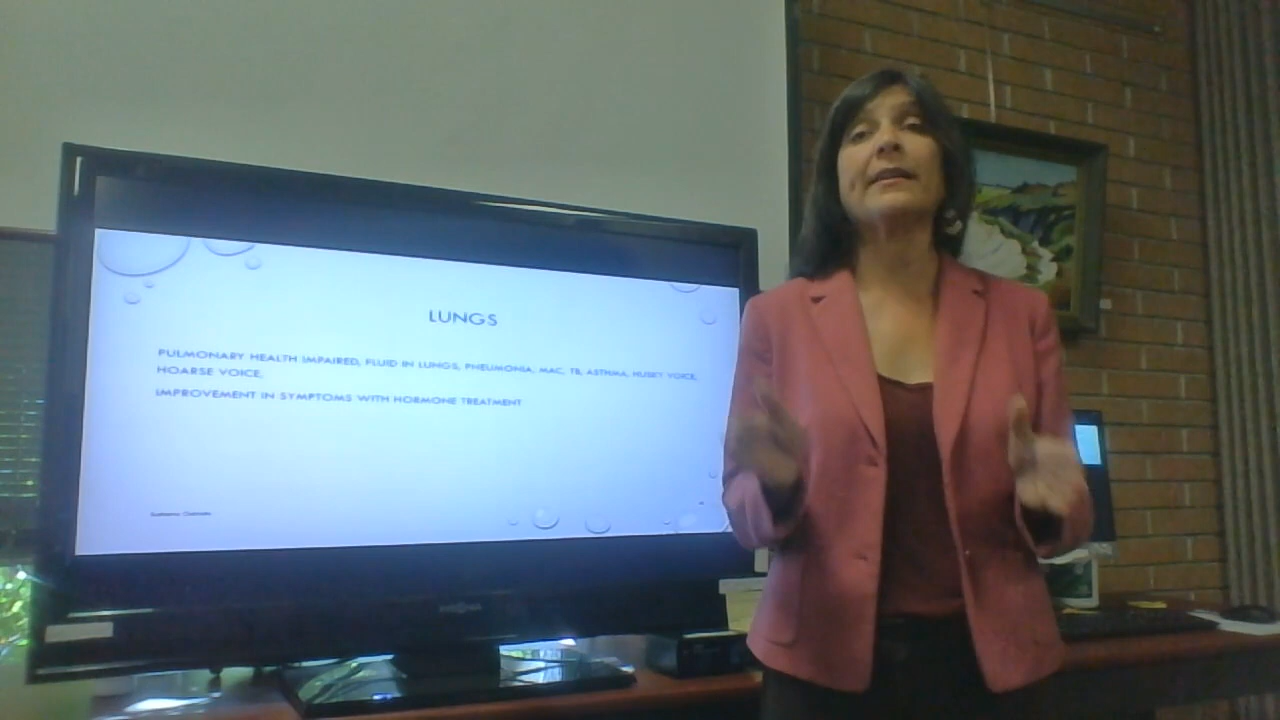 LUNGS
PULMONARY HEALTH IMPAIRED, FLUID IN LUNGS, PNEUMONIA, MAC, TB, ASTHMA, HUSKY VOICE,
HOARSE VOICE,
IMPROVEMENT IN SYMPTOMS WITH HORMONE TREATMENT